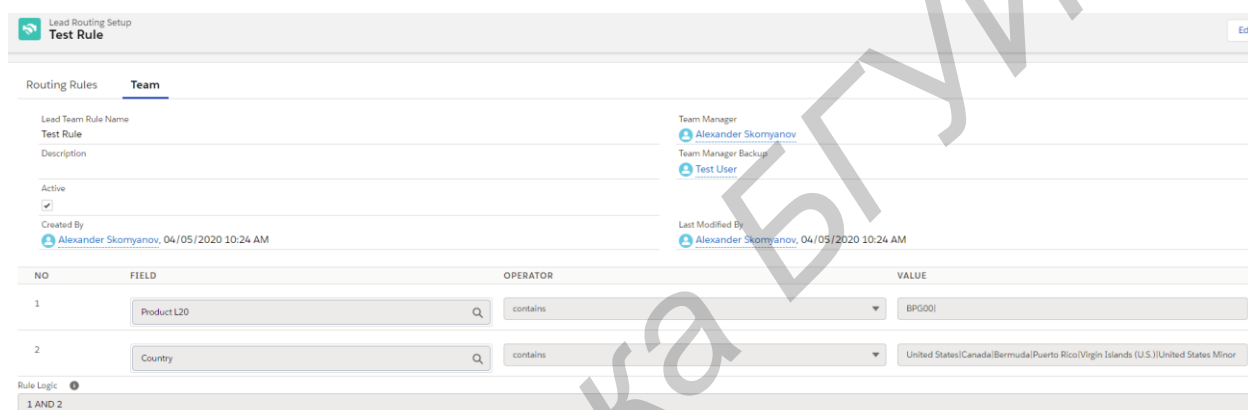 Lead Routing Setup
Test Rule
Ed
Routing Rules Team
Lead Team Rule Name
Test Rule
Team Manager
Alexander Skomyanov
Description
Team Manager Backup
Test User
Active
Created By
Alexander Skomyanov, 04/05/2020 10:24 AM
Last Modified By
Alexander Skomyanov, 04/05/2020 10:24 AM
NO FIELD OPERATOR VALUE
1 Product L20 contains BPG00|
2 Country contains United States|Canada|Bermuda|Puerto Rico|Virgin Islands (U.S.)|United States Minor
Rule Logic
1 AND 2
ка БГУИ